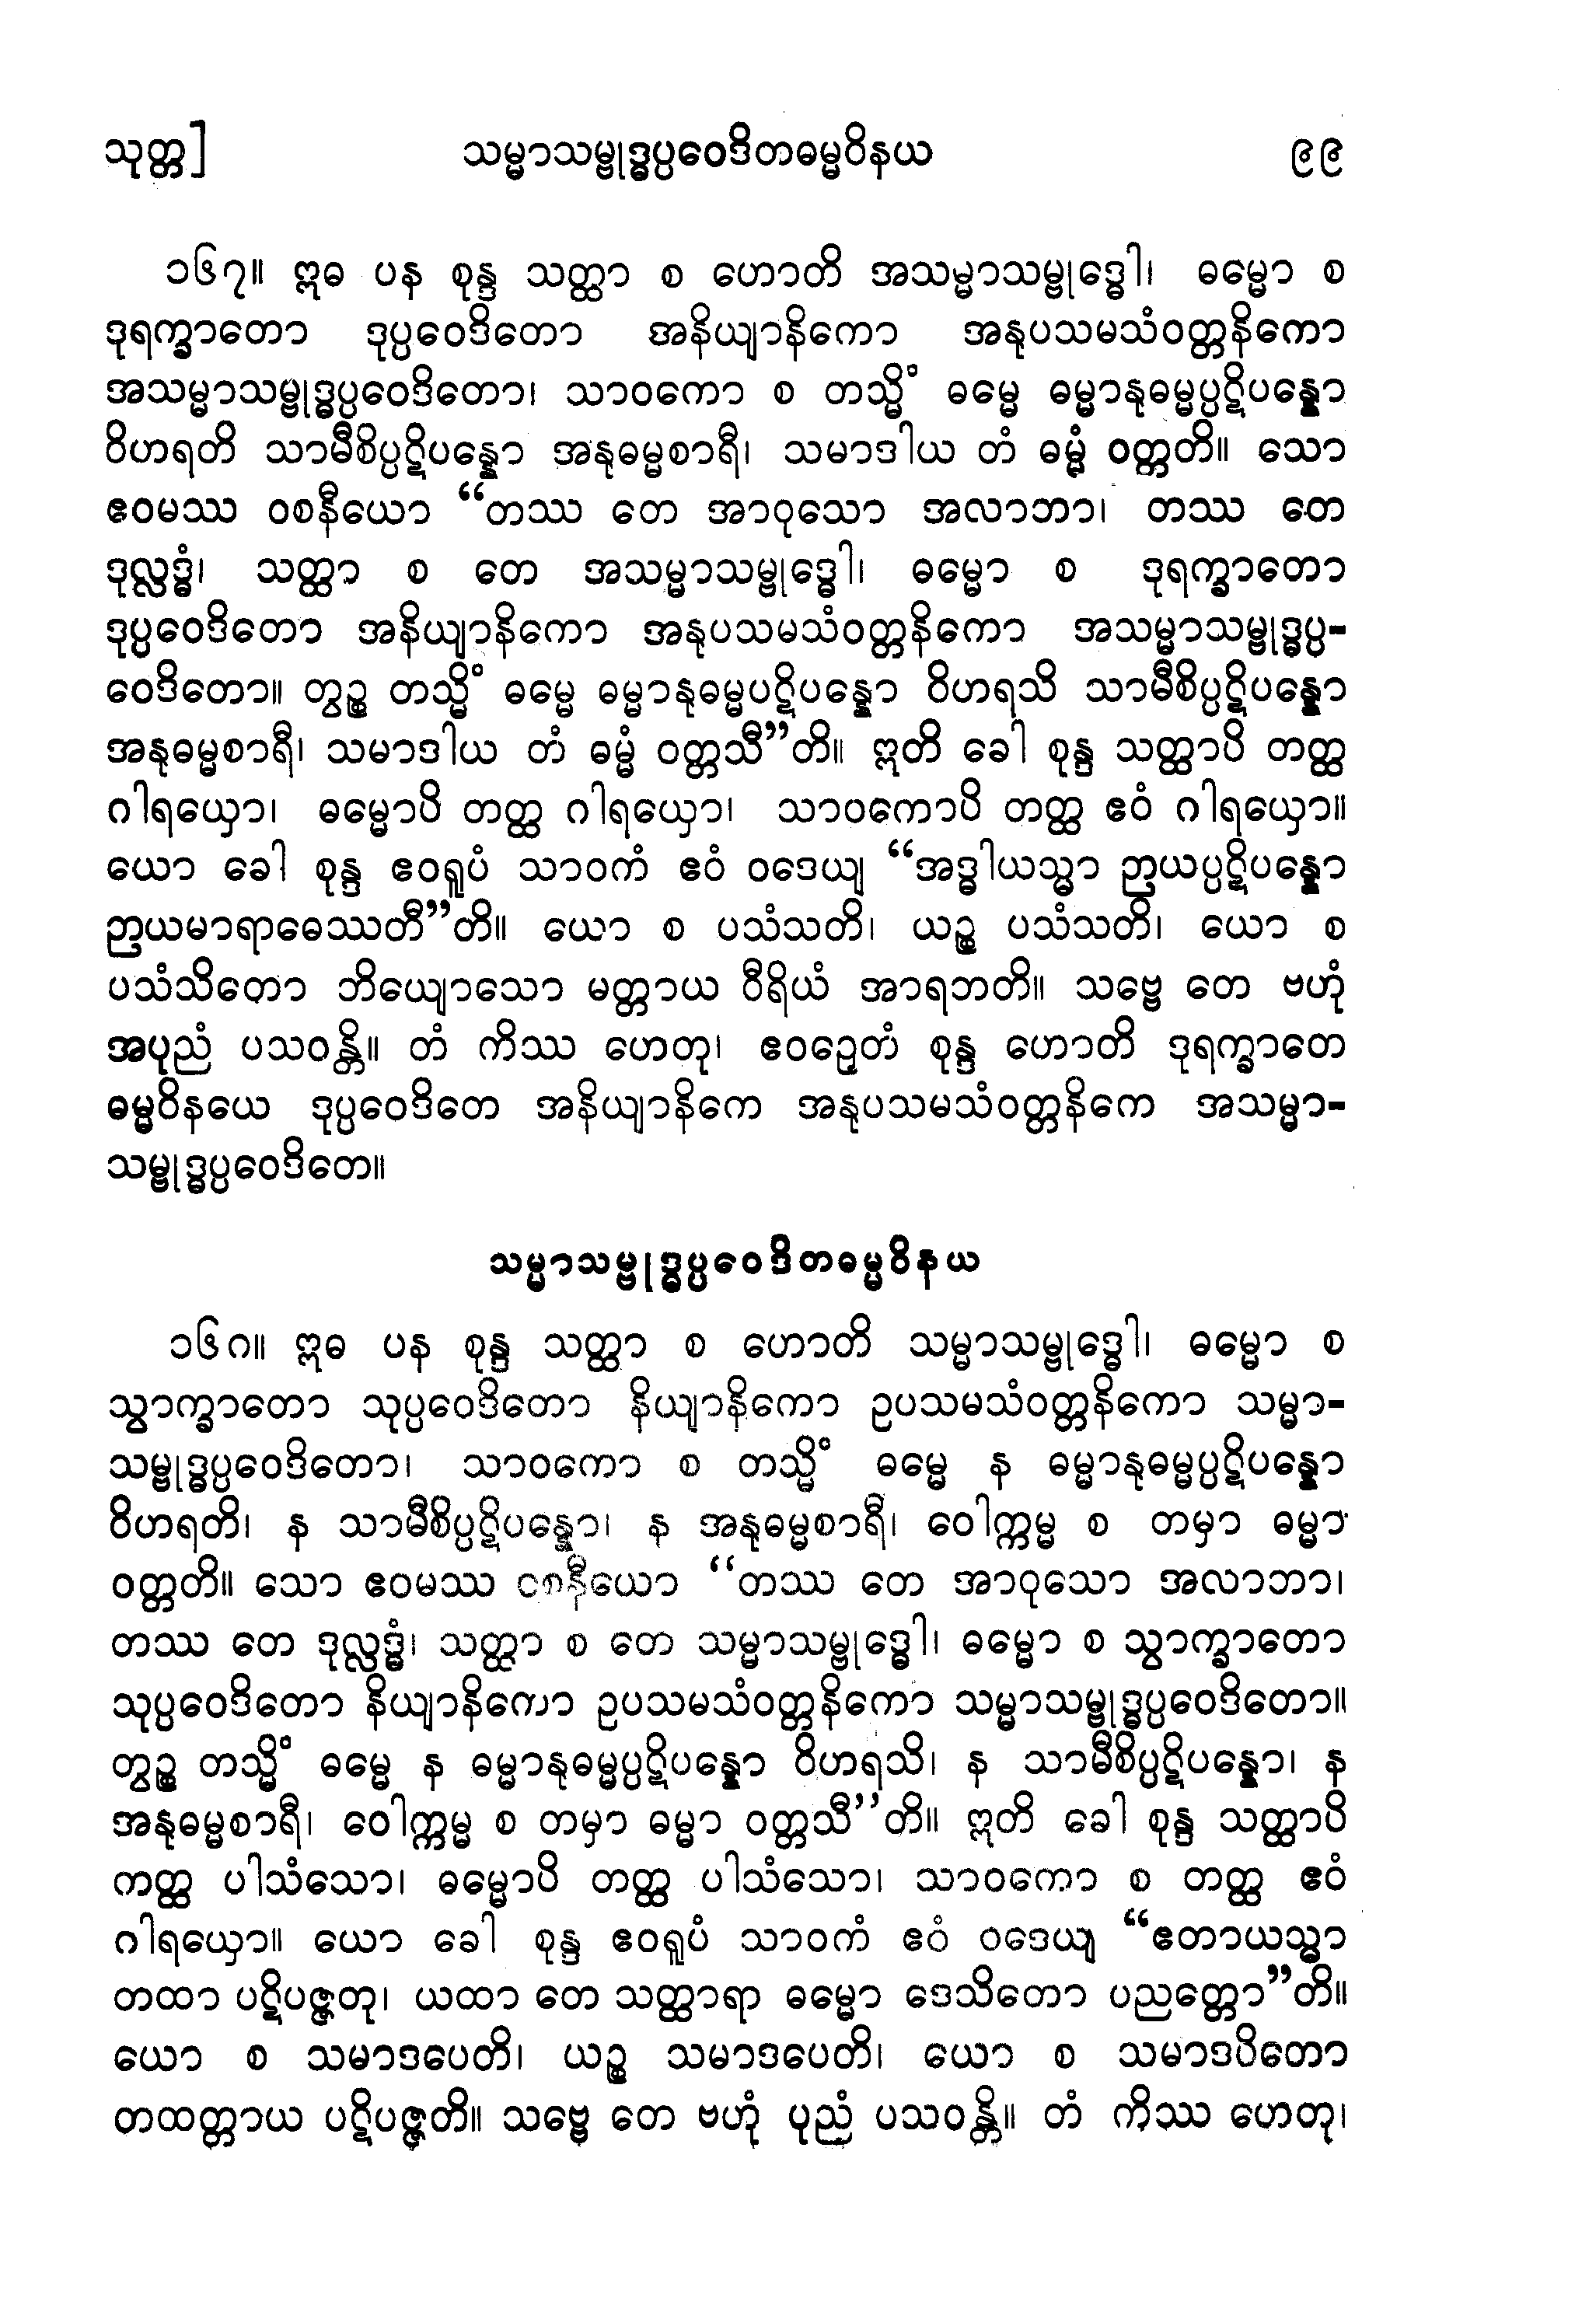 သုတ္တ] သမ္မာသမ္ဗုဒ္ဓပ္ပဝေဒိတဓမ္မဝိနယ ၉၉
၁၆၇။ ဣဓ ပန စုန္ဒ သတ္ထာ စ ဟောတိ အသမ္မာသမ္ဗုဒ္ဓေါ၊ ဓမ္မော စ
ဒုရက္ခာတော ဒုပ္ပဝေဒိတော အနိယျာနိကော အနုပသမသံဝတ္တနိကော
အသမ္မာသမ္ဗုဒ္ဓပ္ပဝေဒိတော၊ သာဝကော စ တသ္မိံ ဓမ္မေ ဓမ္မာနုဓမ္မပ္ပဋိပန္နော
ဝိဟရတိ သာမီစိပ္ပဋိပန္နော အနုဓမ္မစာရီ၊ သမာဒါယ တံ ဓမ္မံ ဝတ္တတိ။ သော
ဧဝမဿ ဝစနီယော “တဿ တေ အာဝုသော အလာဘာ၊ တဿ တေ
ဒုလ္လဒ္ဓံ၊ သတ္ထာ စ တေ အသမ္မာသမ္ဗုဒ္ဓေါ၊ ဓမ္မော စ ဒုရက္ခာတော
ဒုပ္ပဝေဒိတော အနိယျာနိကော အနုပသမသံဝတ္တနိကော အသမ္မာသမ္ဗုဒ္ဓပ္ပ-
ဝေဒိတော။ တွဉ္စ တသ္မိံ ဓမ္မေ ဓမ္မာနုဓမ္မပဋိပန္နော ဝိဟရသိ သာမီစိပ္ပဋိပန္နော
အနုဓမ္မစာရီ၊ သမာဒါယ တံ ဓမ္မံ ဝတ္တသီ”တိ။ ဣတိ ခေါ စုန္ဒ သတ္ထာပိ တတ္ထ
ဂါရယှော၊ ဓမ္မောပိ တတ္ထ ဂါရယှော၊ သာဝကောပိ တတ္ထ ဧဝံ ဂါရယှော။
ယော ခေါ စုန္ဒ ဧဝရူပံ သာဝကံ ဧဝံ ဝဒေယျ “အဒ္ဓါယသ္မာ ဉာယပ္ပဋိပန္နော
ဉာယမာရာဓေဿတီ”တိ။ ယော စ ပသံသတိ၊ ယဉ္စ ပသံသတိ၊ ယော စ
ပသံသိတော ဘိယျောသော မတ္တာယ ဝီရိယံ အာရဘတိ။ သဗ္ဗေ တေ ဗဟုံ
အပုညံ ပသဝန္တိ။ တံ ကိဿ ဟေတု၊ ဧဝဉှေတံ စုန္ဒ ဟောတိ ဒုရက္ခာတေ
ဓမ္မဝိနယေ ဒုပ္ပဝေဒိတေ အနိယျာနိကေ အနုပသမသံဝတ္တနိကေ အသမ္မာ-
သမ္ဗုဒ္ဓပ္ပဝေဒိတေ။
သမ္မာသမ္ဗုဒ္ဓပ္ပဝေဒိတဓမ္မဝိနယ
၁၆၈။ ဣဓ ပန စုန္ဒ သတ္ထာ စ ဟောတိ သမ္မာသမ္ဗုဒ္ဓေါ၊ ဓမ္မော စ
သွာက္ခာတော သုပ္ပဝေဒိတော နိယျာနိကော ဥပသမသံဝတ္တနိကော သမ္မာ-
သမ္ဗုဒ္ဓပ္ပဝေဒိတော၊ သာဝကော စ တသ္မိံ ဓမ္မေ န ဓမ္မာနုဓမ္မပ္ပဋိပန္နော
ဝိဟရတိ၊ န သာမီစိပ္ပဋိပန္နော၊ န အနုဓမ္မစာရီ၊ ဝေါက္ကမ္မ စ တမှာ ဓမ္မာ
ဝတ္တတိ။ သော ဧဝမဿ ဝစနီယော “တဿ တေ အာဝုသော အလာဘာ၊
တဿ တေ ဒုလ္လဒ္ဓံ၊ သတ္ထာ စ တေ သမ္မာသမ္ဗုဒ္ဓေါ၊ ဓမ္မော စ သွာက္ခာတော
သုပ္ပဝေဒိတော နိယျာနိကော ဥပသမသံဝတ္တနိကော သမ္မာသမ္ဗုဒ္ဓပ္ပဝေဒိတော။
တွဉ္စ တသ္မိံ ဓမ္မေ န ဓမ္မာနုဓမ္မပ္ပဋိပန္နော ဝိဟရသိ၊ န သာမီစိပ္ပဋိပန္နော၊ န
အနုဓမ္မစာရီ၊ ဝေါက္ကမ္မ စ တမှာ ဓမ္မာ ဝတ္တသီ”တိ။ ဣတိ ခေါ စုန္ဒ သတ္ထာပိ
ကတ္ထ ပါသံသော၊ ဓမ္မောပိ တတ္ထ ပါသံသော၊ သာဝကော စ တတ္ထ ဧဝံ
ဂါရယှော။ ယော ခေါ စုန္ဒ ဧဝရူပံ သာဝကံ ဧဝံ ဝဒေယျ “ဧတာယသ္မာ
တထာ ပဋိပဇ္ဇတု၊ ယထာ တေ သတ္ထာရာ ဓမ္မော ဒေသိတော ပညတ္တော”တိ။
ယော စ သမာဒပေတိ၊ ယဉ္စ သမာဒပေတိ၊ ယော စ သမာဒပိတော
တထတ္တာယ ပဋိပဇ္ဇတိ။ သဗ္ဗေ တေ ဗဟုံ ပုညံ ပသဝန္တိ။ တံ ကိဿ ဟေတု၊